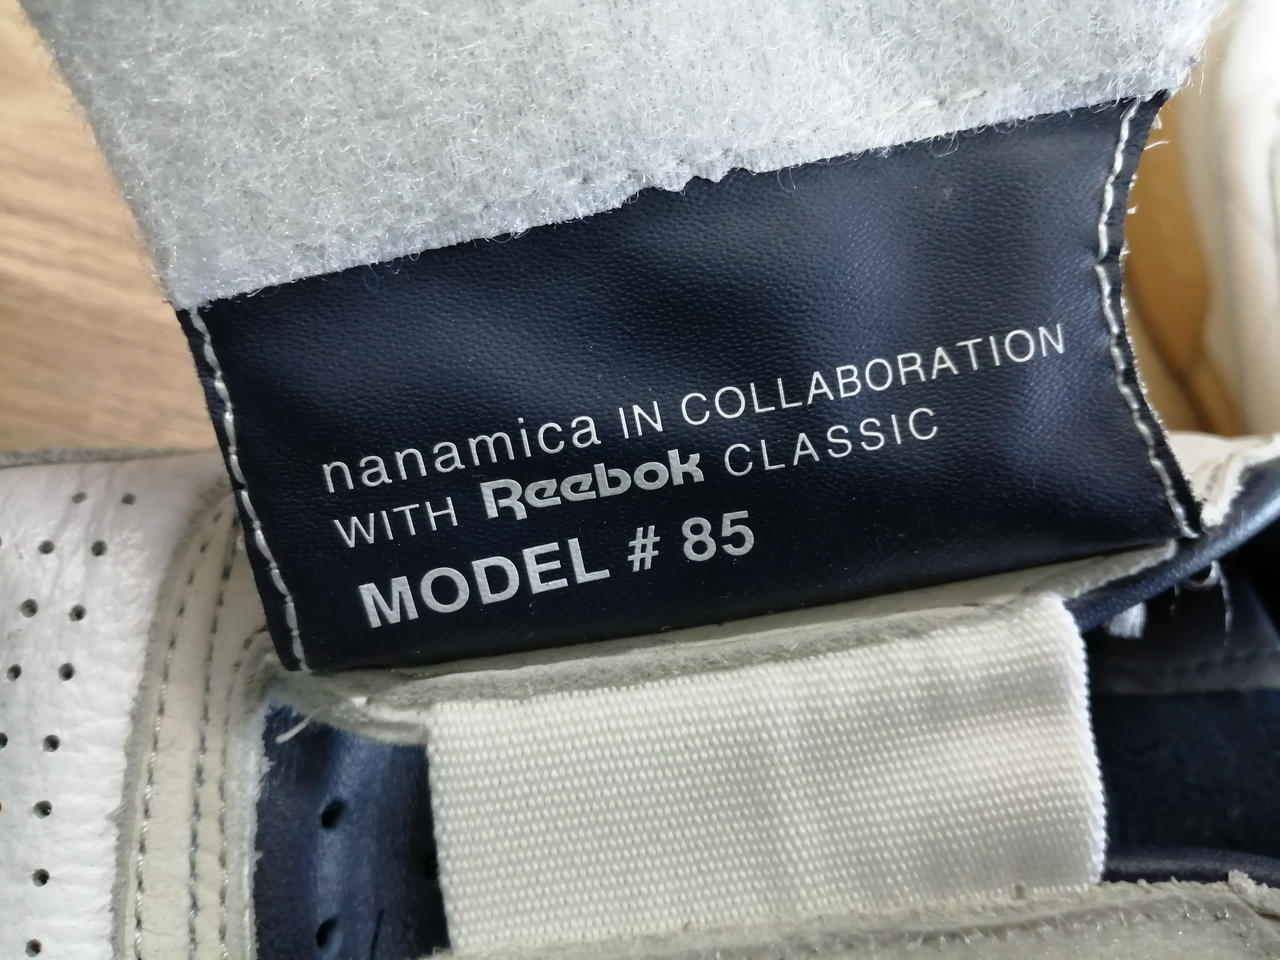 nanamica IN COLLABORATION
WITH Reebok CLASSIC
MODEL # 85